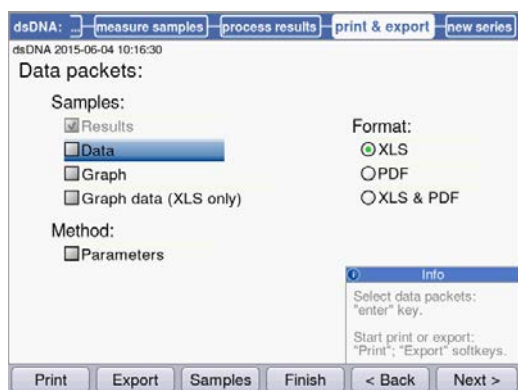 dsDNA: ... measure samples process results print & export new series
dsDNA 2015-06-04 10:16:30
Data packets:
Samples:
Results
Data
Graph
Graph data (XLS only)
Method:
Parameters
Format:
XLS
PDF
XLS & PDF
Info
Select data packets:
"enter" key.
Start print or export:
"Print"; "Export" softkeys.
Print Export Samples Finish < Back Next >